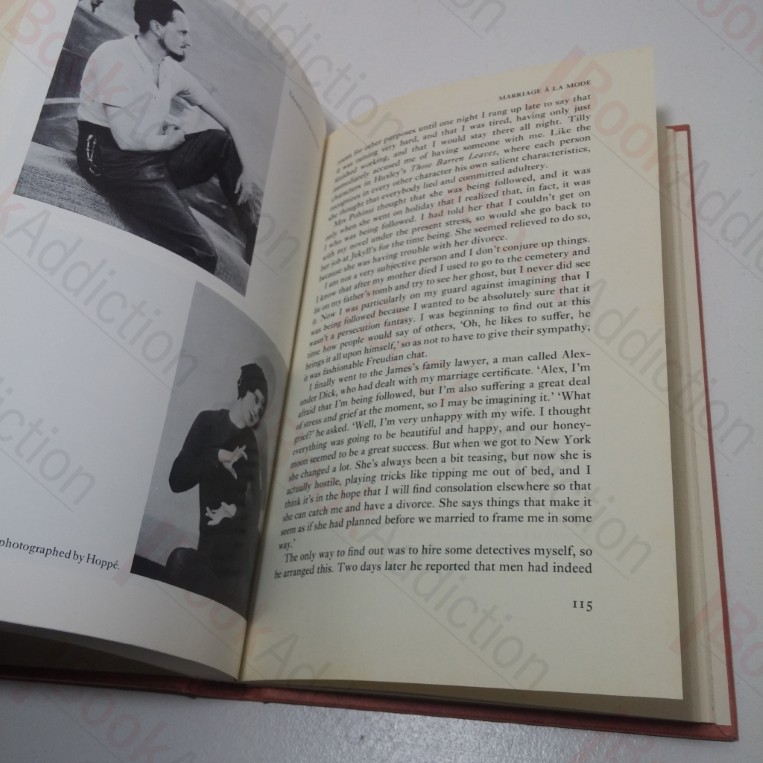 photographed by Hoppé.
MARRIAGE À LA MODE
room for other purposes until one night I rang up late to say that
it was raining very hard, and that I was tired, having only just
finished working, and that I would stay there all night. Tilly
immediately accused me of having someone with me. Like the
characters in Huxley's Those Barren Leaves, where each person
recognises in every other character his own salient characteristics,
she thought that everybody lied and committed adultery.
Mrs Pohinsi thought that she was being followed, and it was
only when she went on holiday that I realized that, in fact, it was
I who was being followed. I had told her that I couldn't get on
with my novel under the present stress, so would she go back to
her job at Jekyll's for the time being. She seemed relieved to do so,
because she was having trouble with her divorce.
I am not a very subjective person and I don't conjure up things.
I know that after my mother died I used to go to the cemetery and
lie on my father's tomb and try to see her ghost, but I never did see
it. Now I was particularly on my guard against imagining that I
was being followed because I wanted to be absolutely sure that it
wasn't a persecution fantasy. I was beginning to find out at this
time how people would say of others, 'Oh, he likes to suffer, he
brings it all upon himself,' so as not to have to give their sympathy;
it was fashionable Freudian chat.
I finally went to the James's family lawyer, a man called Alex-
ander Dick, who had dealt with my marriage certificate. 'Alex, I'm
afraid that I'm being followed, but I'm also suffering a great deal
of stress and grief at the moment, so I may be imagining it.' 'What
grief?' he asked. 'Well, I'm very unhappy with my wife. I thought
everything was going to be beautiful and happy, and our honey-
moon seemed to be a great success. But when we got to New York
she changed a lot. She's always been a bit teasing, but now she is
actually hostile, playing tricks like tipping me out of bed, and I
think it's in the hope that I will find consolation elsewhere so that
she can catch me and have a divorce. She says things that make it
seem as if she had planned before we married to frame me in some
way.'
The only way to find out was to hire some detectives myself, so
he arranged this. Two days later he reported that men had indeed
115
Book Addiction